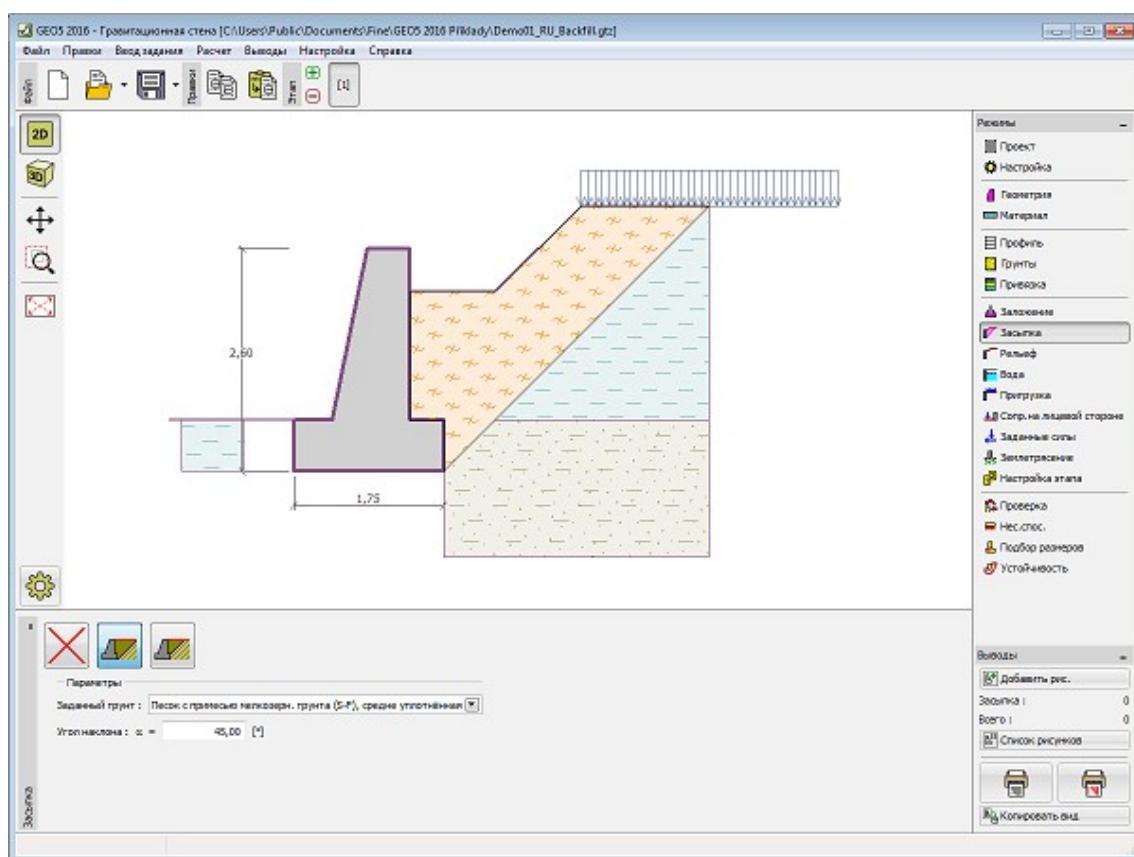 GEO5 2016 - Гравитационная стена [C:\Users\Public\Documents\Fine\GEO5 2016 Příklady\Demo01_RU_Backfill.gtz]
Файл Правки Ввод задания Расчет Выводы Настройка Справка
Файл
Правки
Этап
[1]
2D
3D
2,60
1,75
Режимы
Проект
Настройка
Геометрия
Материал
Профиль
Грунты
Привязка
Заложение
Засыпка
Рельеф
Вода
Пригрузка
Сопр.на лицевой стороне
Заданные силы
Землетрясение
Настройка этапа
Проверка
Нес.спос.
Подбор размеров
Устойчивость
Параметры
Заданный грунт : Песок с примесью мелкозерн. грунта (S-F), средне уплотнённая
Угол наклона : α = 45,00 [°]
Засыпка
Выводы
Добавить рис.
Засыпка : 0
Всего : 0
Список рисунков
Копировать вид